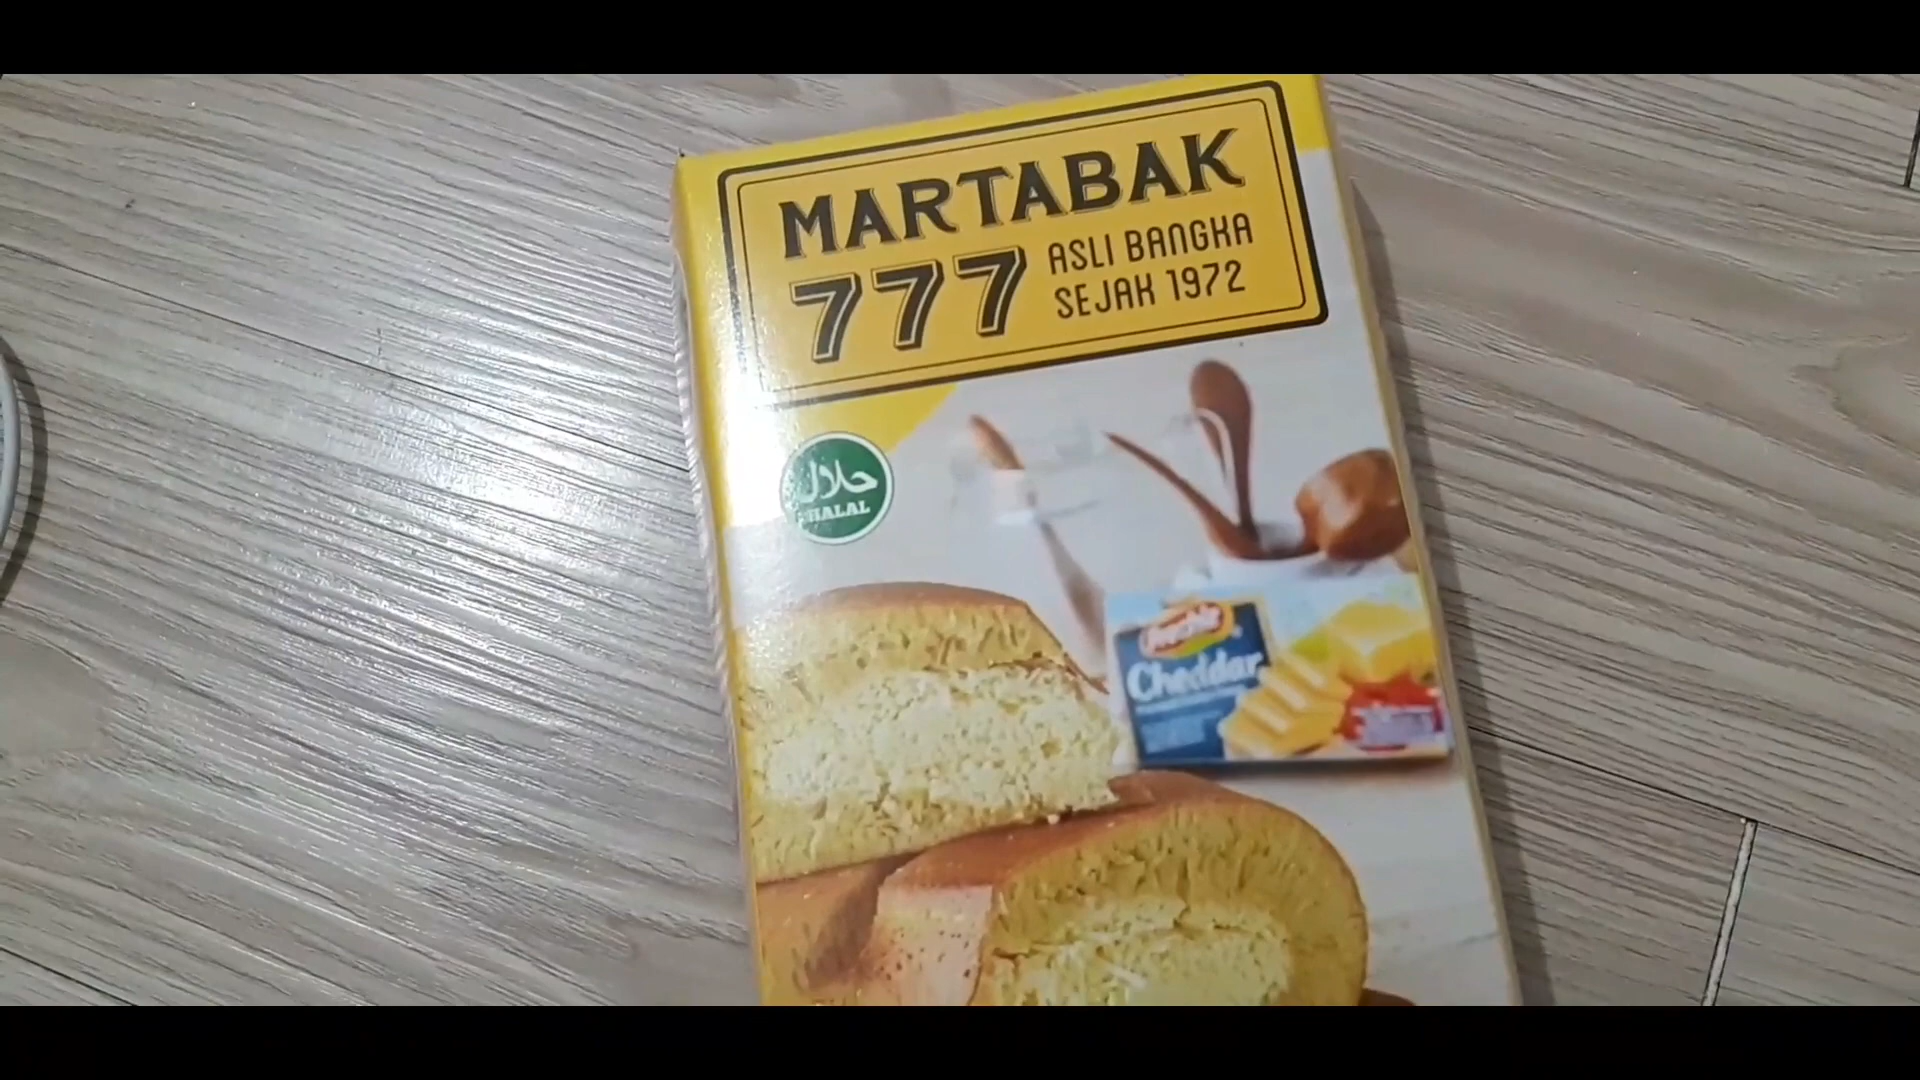 MARTABAK
777
ASLI BANGKA
SEJAK 1972
حلال
HALAL
Cheddar